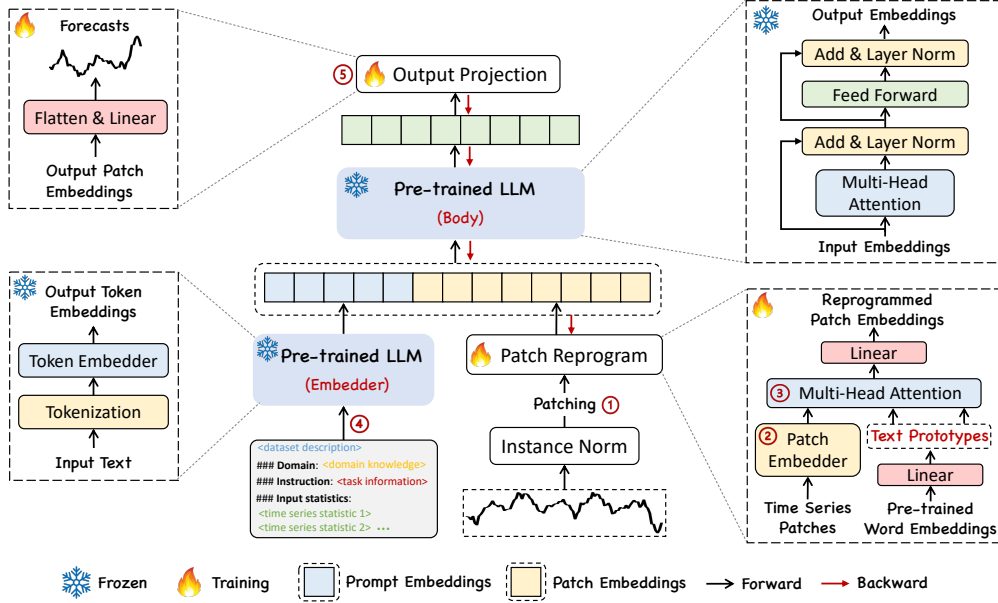 Forecasts
Flatten & Linear
Output Patch
Embeddings
5 Output Projection
Pre-trained LLM
(Body)
Output Embeddings
Add & Layer Norm
Feed Forward
Add & Layer Norm
Multi-Head
Attention
Input Embeddings
Output Token
Embeddings
Token Embedder
Tokenization
Input Text
Pre-trained LLM
(Embedder)
4
<dataset description>
### Domain: <domain knowledge>
### Instruction: <task information>
### Input statistics:
<time series statistic 1>
<time series statistic 2> ...
Patch Reprogram
Patching 1
Instance Norm
Reprogrammed
Patch Embeddings
Linear
3 Multi-Head Attention
2 Patch
Embedder
Text Prototypes
Linear
Time Series
Patches
Pre-trained
Word Embeddings
Frozen
Training
Prompt Embeddings
Patch Embeddings
Forward
Backward